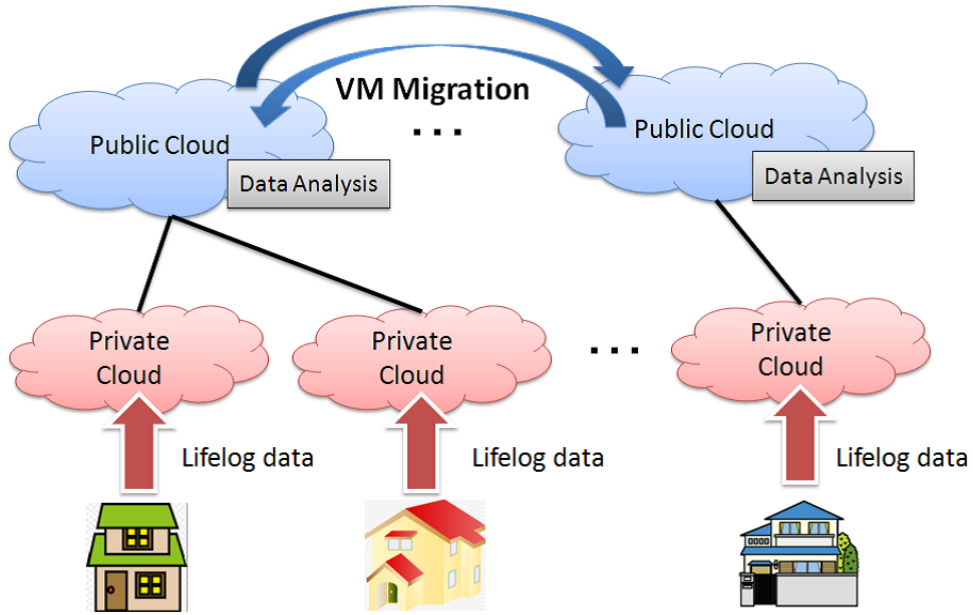 VM Migration
...
Public Cloud
Public Cloud
Data Analysis
Data Analysis
Private
Cloud
Private
Cloud
...
Private
Cloud
Lifelog data
Lifelog data
Lifelog data